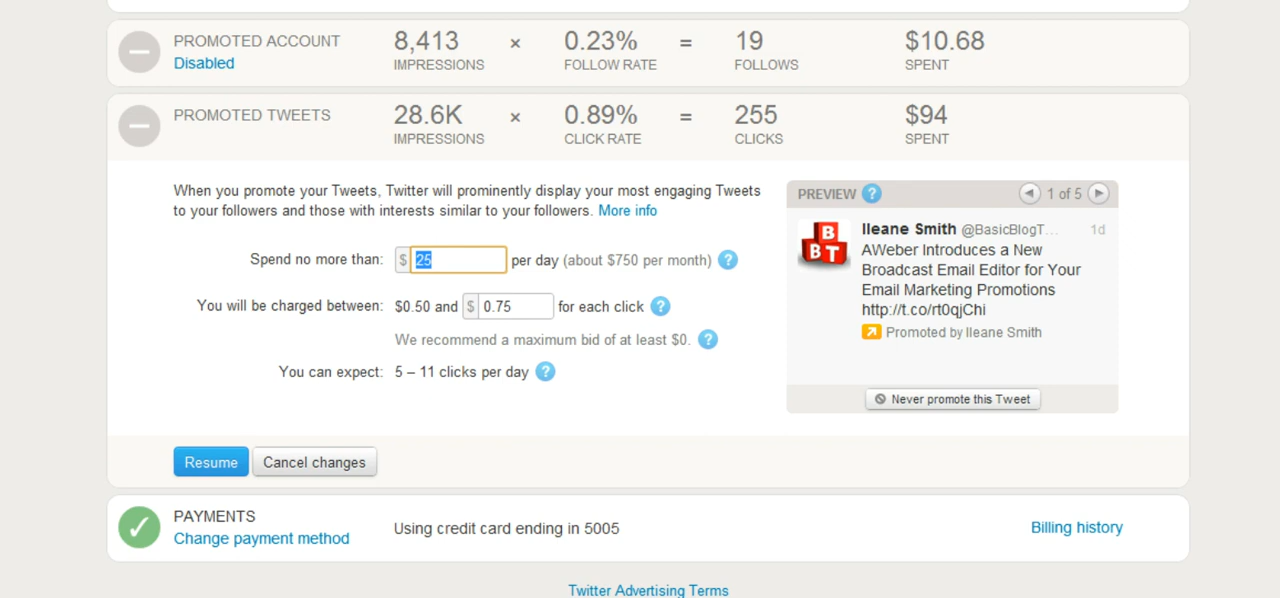 PROMOTED ACCOUNT
Disabled
8,413 × 0.23% = 19 $10.68
IMPRESSIONS FOLLOW RATE FOLLOWS SPENT
PROMOTED TWEETS
28.6K × 0.89% = 255 $94
IMPRESSIONS CLICK RATE CLICKS SPENT
When you promote your Tweets, Twitter will prominently display your most engaging Tweets
to your followers and those with interests similar to your followers. More info
Spend no more than: $ 25 per day (about $750 per month) ?
You will be charged between: $0.50 and $ 0.75 for each click ?
We recommend a maximum bid of at least $0. ?
You can expect: 5 – 11 clicks per day ?
PREVIEW ? 1 of 5
B
B T
Ileane Smith @BasicBlogT... 1d
AWeber Introduces a New
Broadcast Email Editor for Your
Email Marketing Promotions
http://t.co/rt0qjChi
Promoted by Ileane Smith
Never promote this Tweet
Resume Cancel changes
PAYMENTS
Change payment method
Using credit card ending in 5005
Billing history
Twitter Advertising Terms